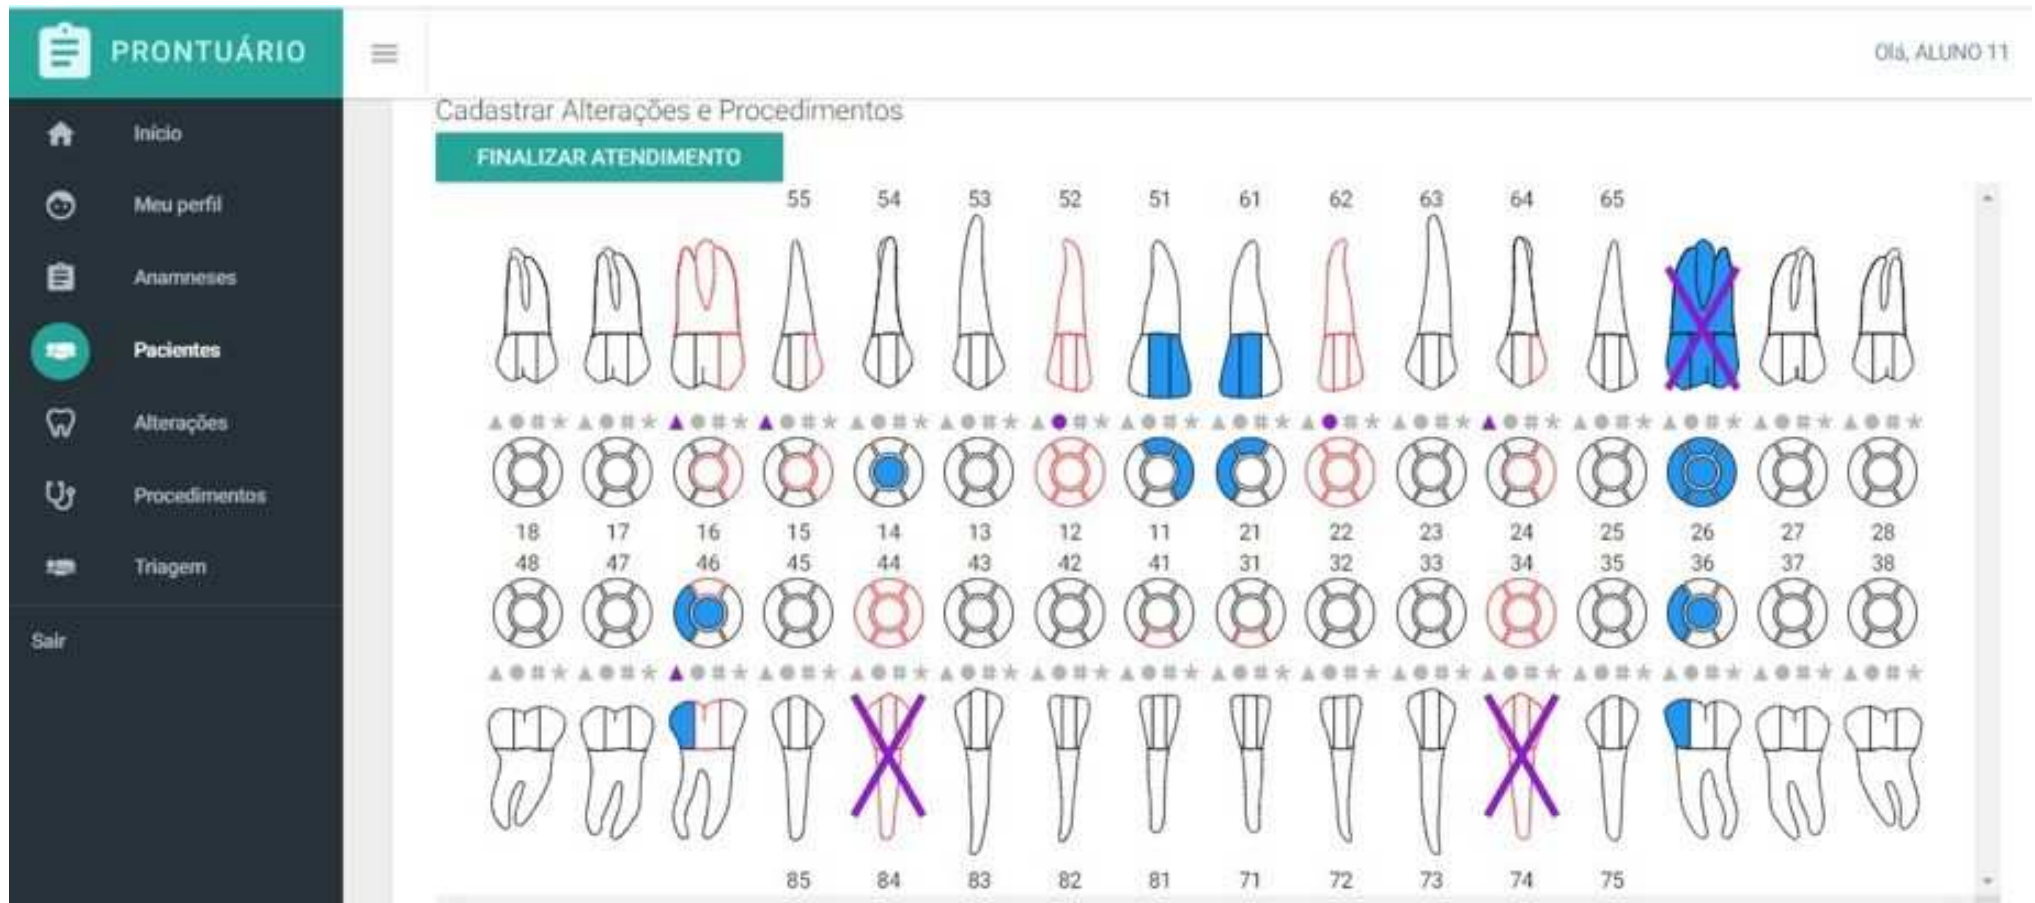 PRONTUÁRIO
Olá, ALUNO 11
Início
Meu perfil
Anamneses
Pacientes
Alterações
Procedimentos
Triagem
Sair
Cadastrar Alterações e Procedimentos
FINALIZAR ATENDIMENTO
55 54 53 52 51 61 62 63 64 65
18 17 16 15 14 13 12 11 21 22 23 24 25 26 27 28
48 47 46 45 44 43 42 41 31 32 33 34 35 36 37 38
85 84 83 82 81 71 72 73 74 75